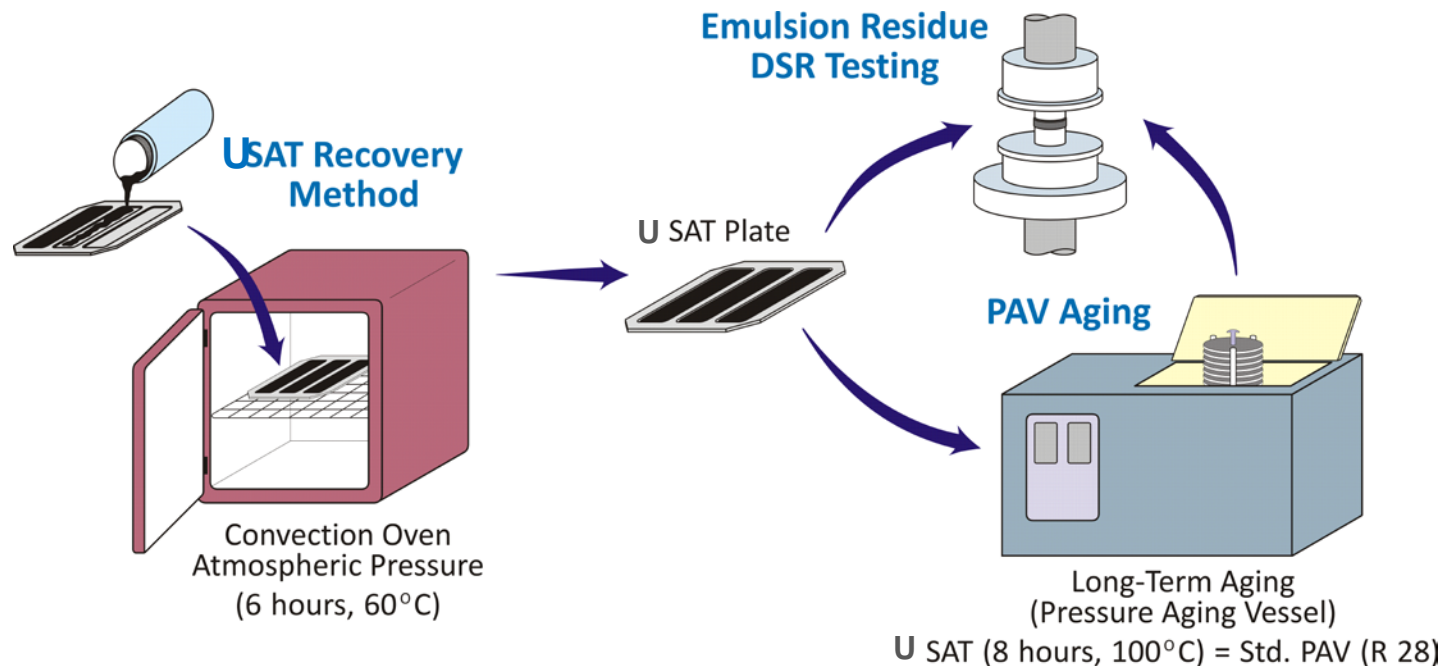 USAT Recovery
Method
Convection Oven
Atmospheric Pressure
(6 hours, 60°C)
U SAT Plate
Emulsion Residue
DSR Testing
PAV Aging
Long-Term Aging
(Pressure Aging Vessel)
U SAT (8 hours, 100°C) = Std. PAV (R 28)